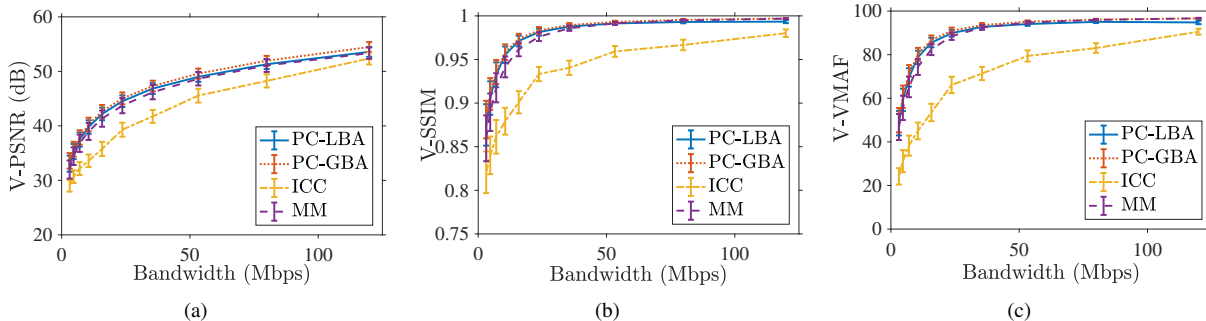 V-PSNR (dB)
60
50
40
30
20
0
50
100
Bandwidth (Mbps)
PC-LBA
PC-GBA
ICC
MM
(a)
V-SSIM
1
0.95
0.9
0.85
0.8
0.75
0
50
100
Bandwidth (Mbps)
PC-LBA
PC-GBA
ICC
MM
(b)
V-VMAF
100
80
60
40
20
0
0
50
100
Bandwidth (Mbps)
PC-LBA
PC-GBA
ICC
MM
(c)